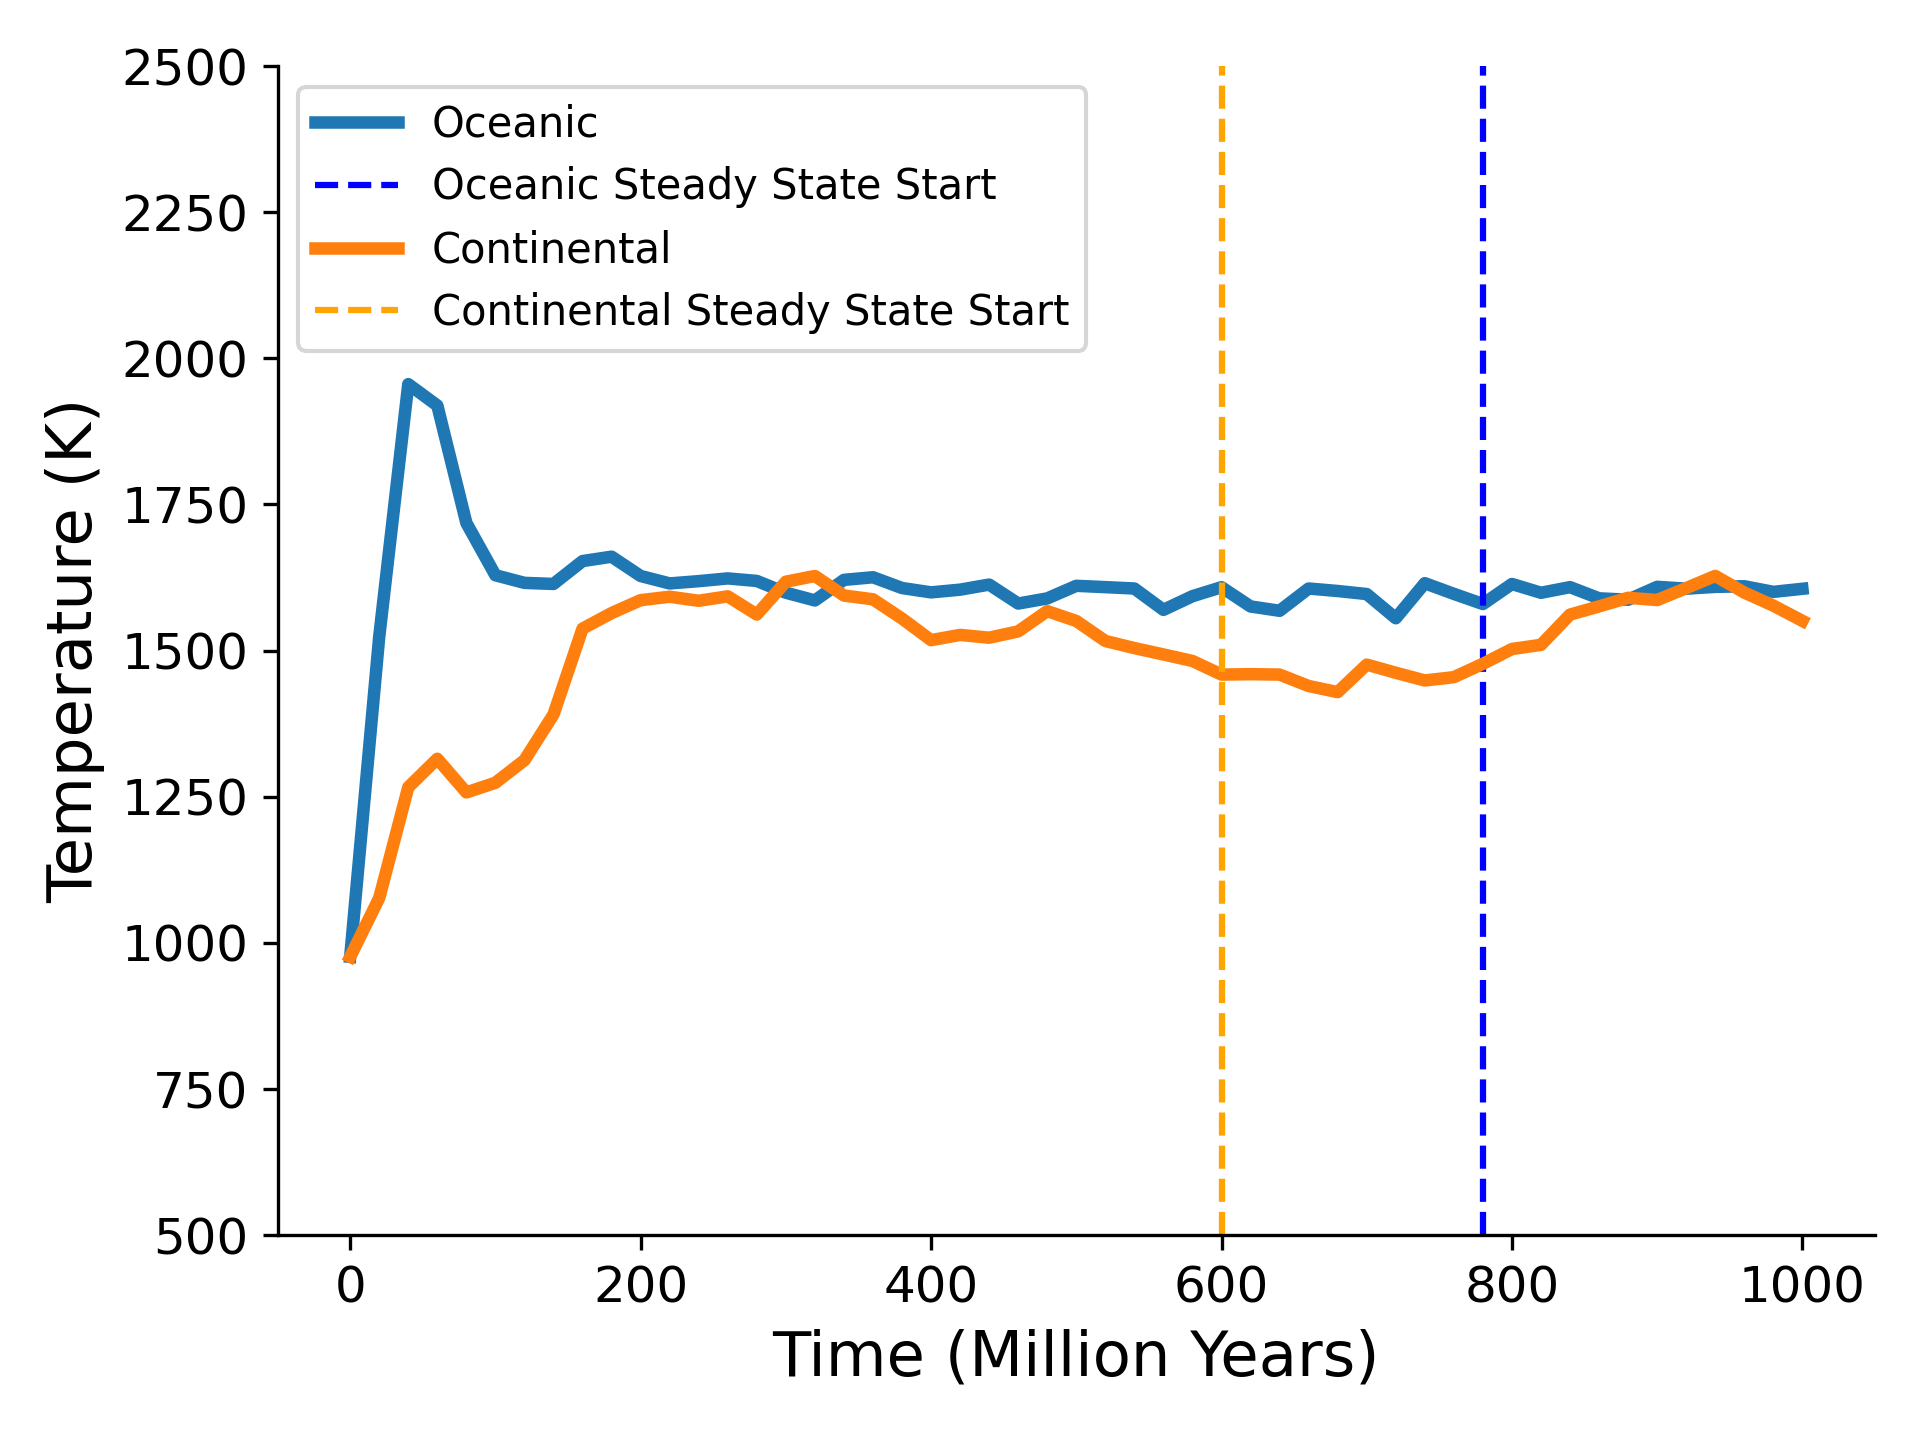 2500
2250
2000
1750
1500
1250
1000
750
500
Temperature (K)
Oceanic
Oceanic Steady State Start
Continental
Continental Steady State Start
0 200 400 600 800 1000
Time (Million Years)